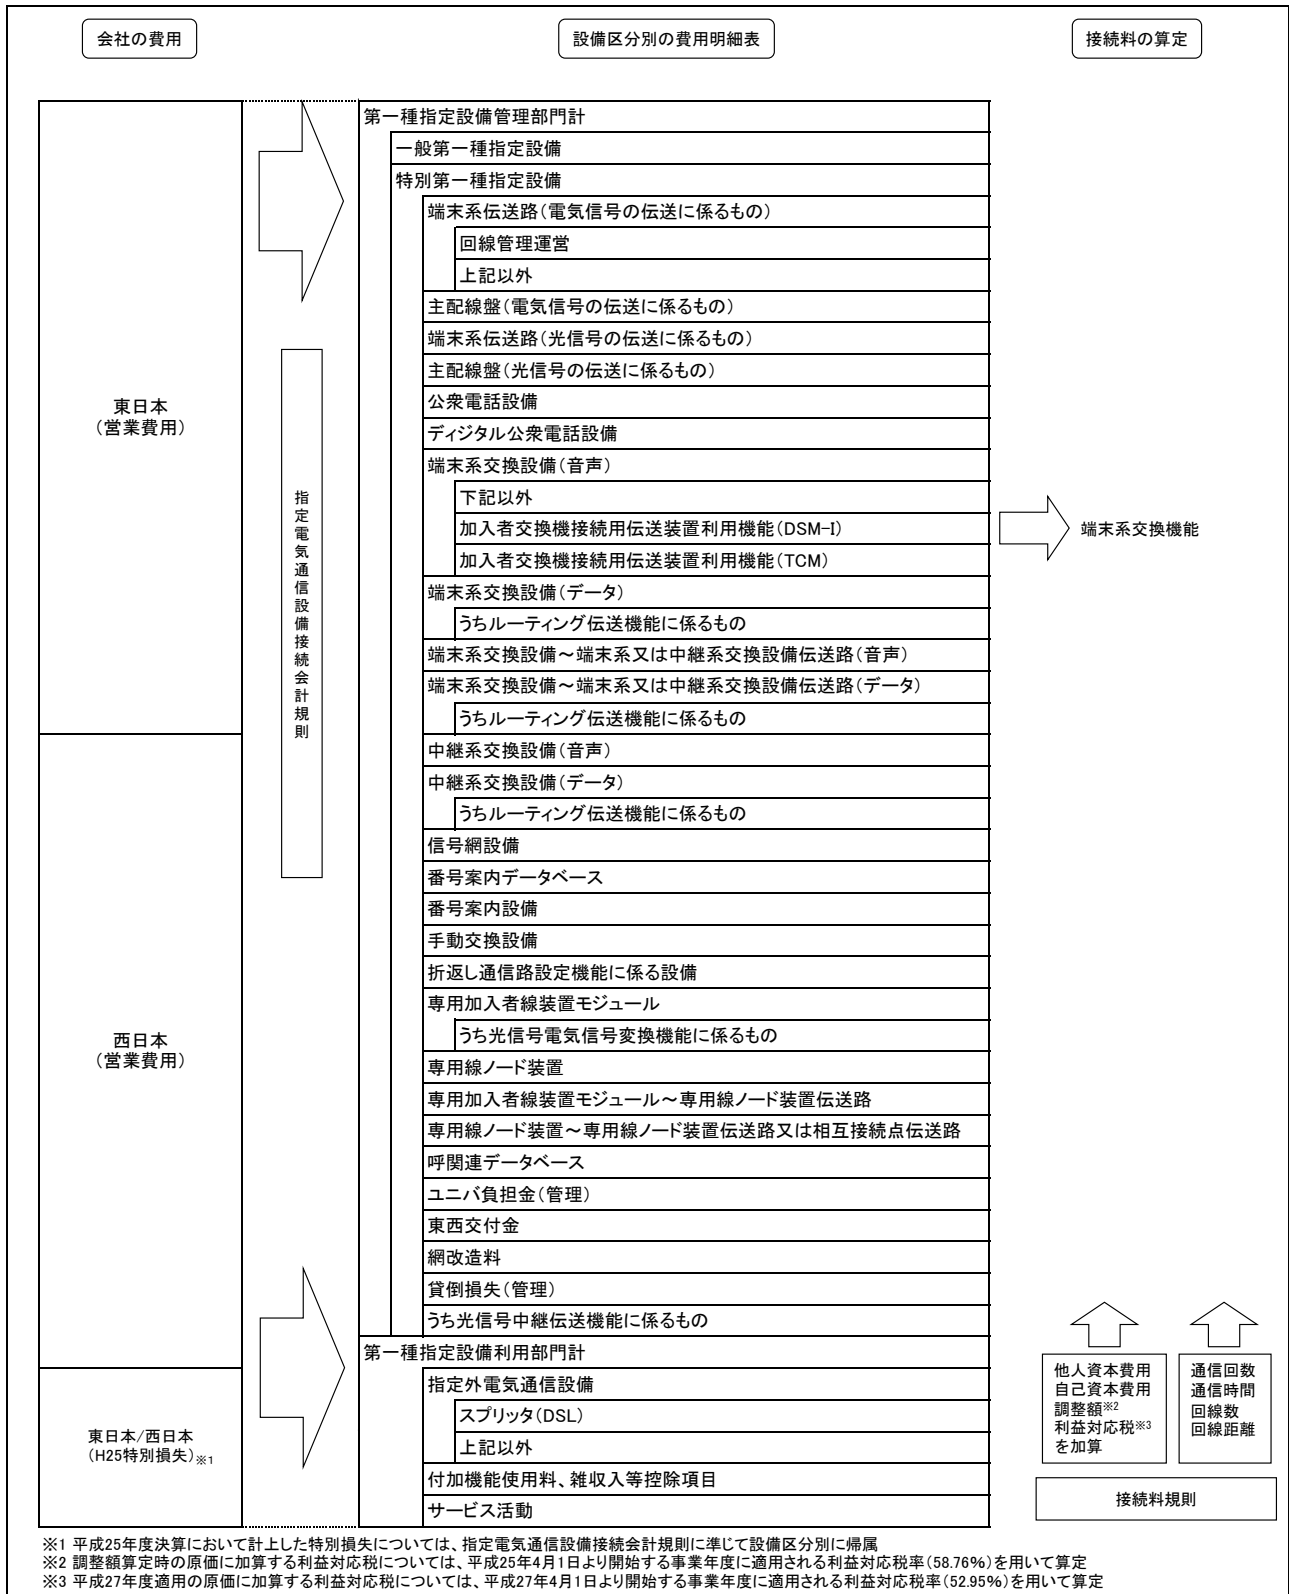 会社の費用
設備区分別の費用明細表
接続料の算定
東日本
（営業費用）
西日本
（営業費用）
東日本/西日本
（H25特別損失）※1
指定電気通信設備接続会計規則
第一種指定設備管理部門計
一般第一種指定設備
特別第一種指定設備
端末系伝送路（電気信号の伝送に係るもの）
回線管理運営
上記以外
主配線盤（電気信号の伝送に係るもの）
端末系伝送路（光信号の伝送に係るもの）
主配線盤（光信号の伝送に係るもの）
公衆電話設備
ディジタル公衆電話設備
端末系交換設備（音声）
下記以外
加入者交換機接続用伝送装置利用機能（DSM-I）
加入者交換機接続用伝送装置利用機能（TCM）
端末系交換設備（データ）
うちルーティング伝送機能に係るもの
端末系交換設備～端末系又は中継系交換設備伝送路（音声）
端末系交換設備～端末系又は中継系交換設備伝送路（データ）
うちルーティング伝送機能に係るもの
中継系交換設備（音声）
中継系交換設備（データ）
うちルーティング伝送機能に係るもの
信号網設備
番号案内データベース
番号案内設備
手動交換設備
折返し通信路設定機能に係る設備
専用加入者線装置モジュール
うち光信号電気信号変換機能に係るもの
専用線ノード装置
専用加入者線装置モジュール～専用線ノード装置伝送路
専用線ノード装置～専用線ノード装置伝送路又は相互接続点伝送路
呼関連データベース
ユニバ負担金（管理）
東西交付金
網改造料
貸倒損失（管理）
うち光信号中継伝送機能に係るもの
第一種指定設備利用部門計
指定外電気通信設備
スプリッタ（DSL）
上記以外
付加機能使用料、雑収入等控除項目
サービス活動
端末系交換機能
他人資本費用
自己資本費用
調整額※2
利益対応税※3
を加算
通信回数
通信時間
回線数
回線距離
接続料規則
※1 平成25年度決算において計上した特別損失については、指定電気通信設備接続会計規則に準じて設備区分別に帰属
※2 調整額算定時の原価に加算する利益対応税については、平成25年4月1日より開始する事業年度に適用される利益対応税率（58.76%）を用いて算定
※3 平成27年度適用の原価に加算する利益対応税については、平成27年4月1日より開始する事業年度に適用される利益対応税率（52.95%）を用いて算定